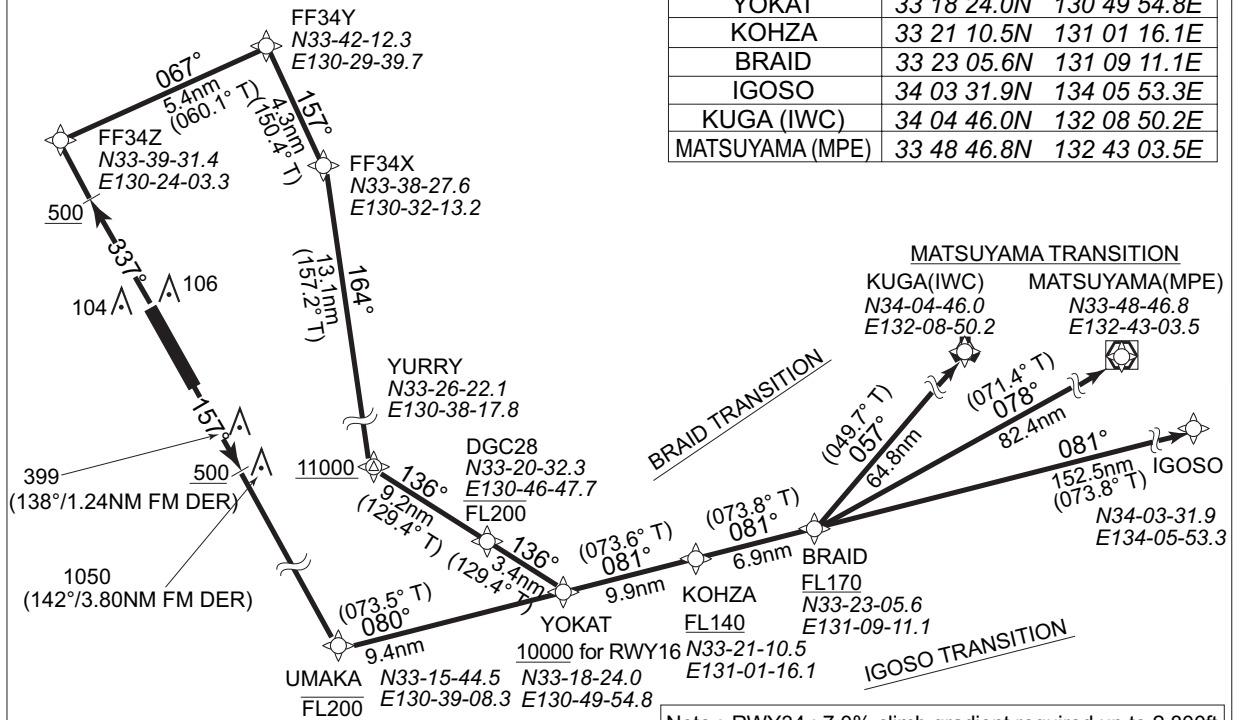 FF34Y
N33-42-12.3
E130-29-39.7
067°
5.4nm
(060.1° T)
157°
4.3nm
(150.4° T)
FF34Z
N33-39-31.4
E130-24-03.3
FF34X
N33-38-27.6
E130-32-13.2
500
337°
104
106
164°
13.1nm
(157.2° T)
YOKAT 33 18 24.0N 130 49 54.8E
KOHZA 33 21 10.5N 131 01 16.1E
BRAID 33 23 05.6N 131 09 11.1E
IGOSO 34 03 31.9N 134 05 53.3E
KUGA (IWC) 34 04 46.0N 132 08 50.2E
MATSUYAMA (MPE) 33 48 46.8N 132 43 03.5E
MATSUYAMA TRANSITION
KUGA(IWC)
N34-04-46.0
E132-08-50.2
MATSUYAMA(MPE)
N33-48-46.8
E132-43-03.5
YURRY
N33-26-22.1
E130-38-17.8
11000
157°
399
(138°/1.24NM FM DER)
500
1050
(142°/3.80NM FM DER)
DGC28
N33-20-32.3
E130-46-47.7
FL200
136°
9.2nm
(129.4° T)
136°
3.4nm
(129.4° T)
BRAID TRANSITION
(049.7° T)
057°
64.8nm
(071.4° T)
078°
82.4nm
081°
152.5nm
(073.8° T)
IGOSO
N34-03-31.9
E134-05-53.3
(073.5° T)
080°
9.4nm
(073.6° T)
081°
9.9nm
(073.8° T)
081°
6.9nm
BRAID
FL170
N33-23-05.6
E131-09-11.1
KOHZA
FL140
N33-21-10.5
E131-01-16.1
YOKAT
10000 for RWY16
N33-18-24.0
E130-49-54.8
UMAKA
FL200
N33-15-44.5
E130-39-08.3
IGOSO TRANSITION